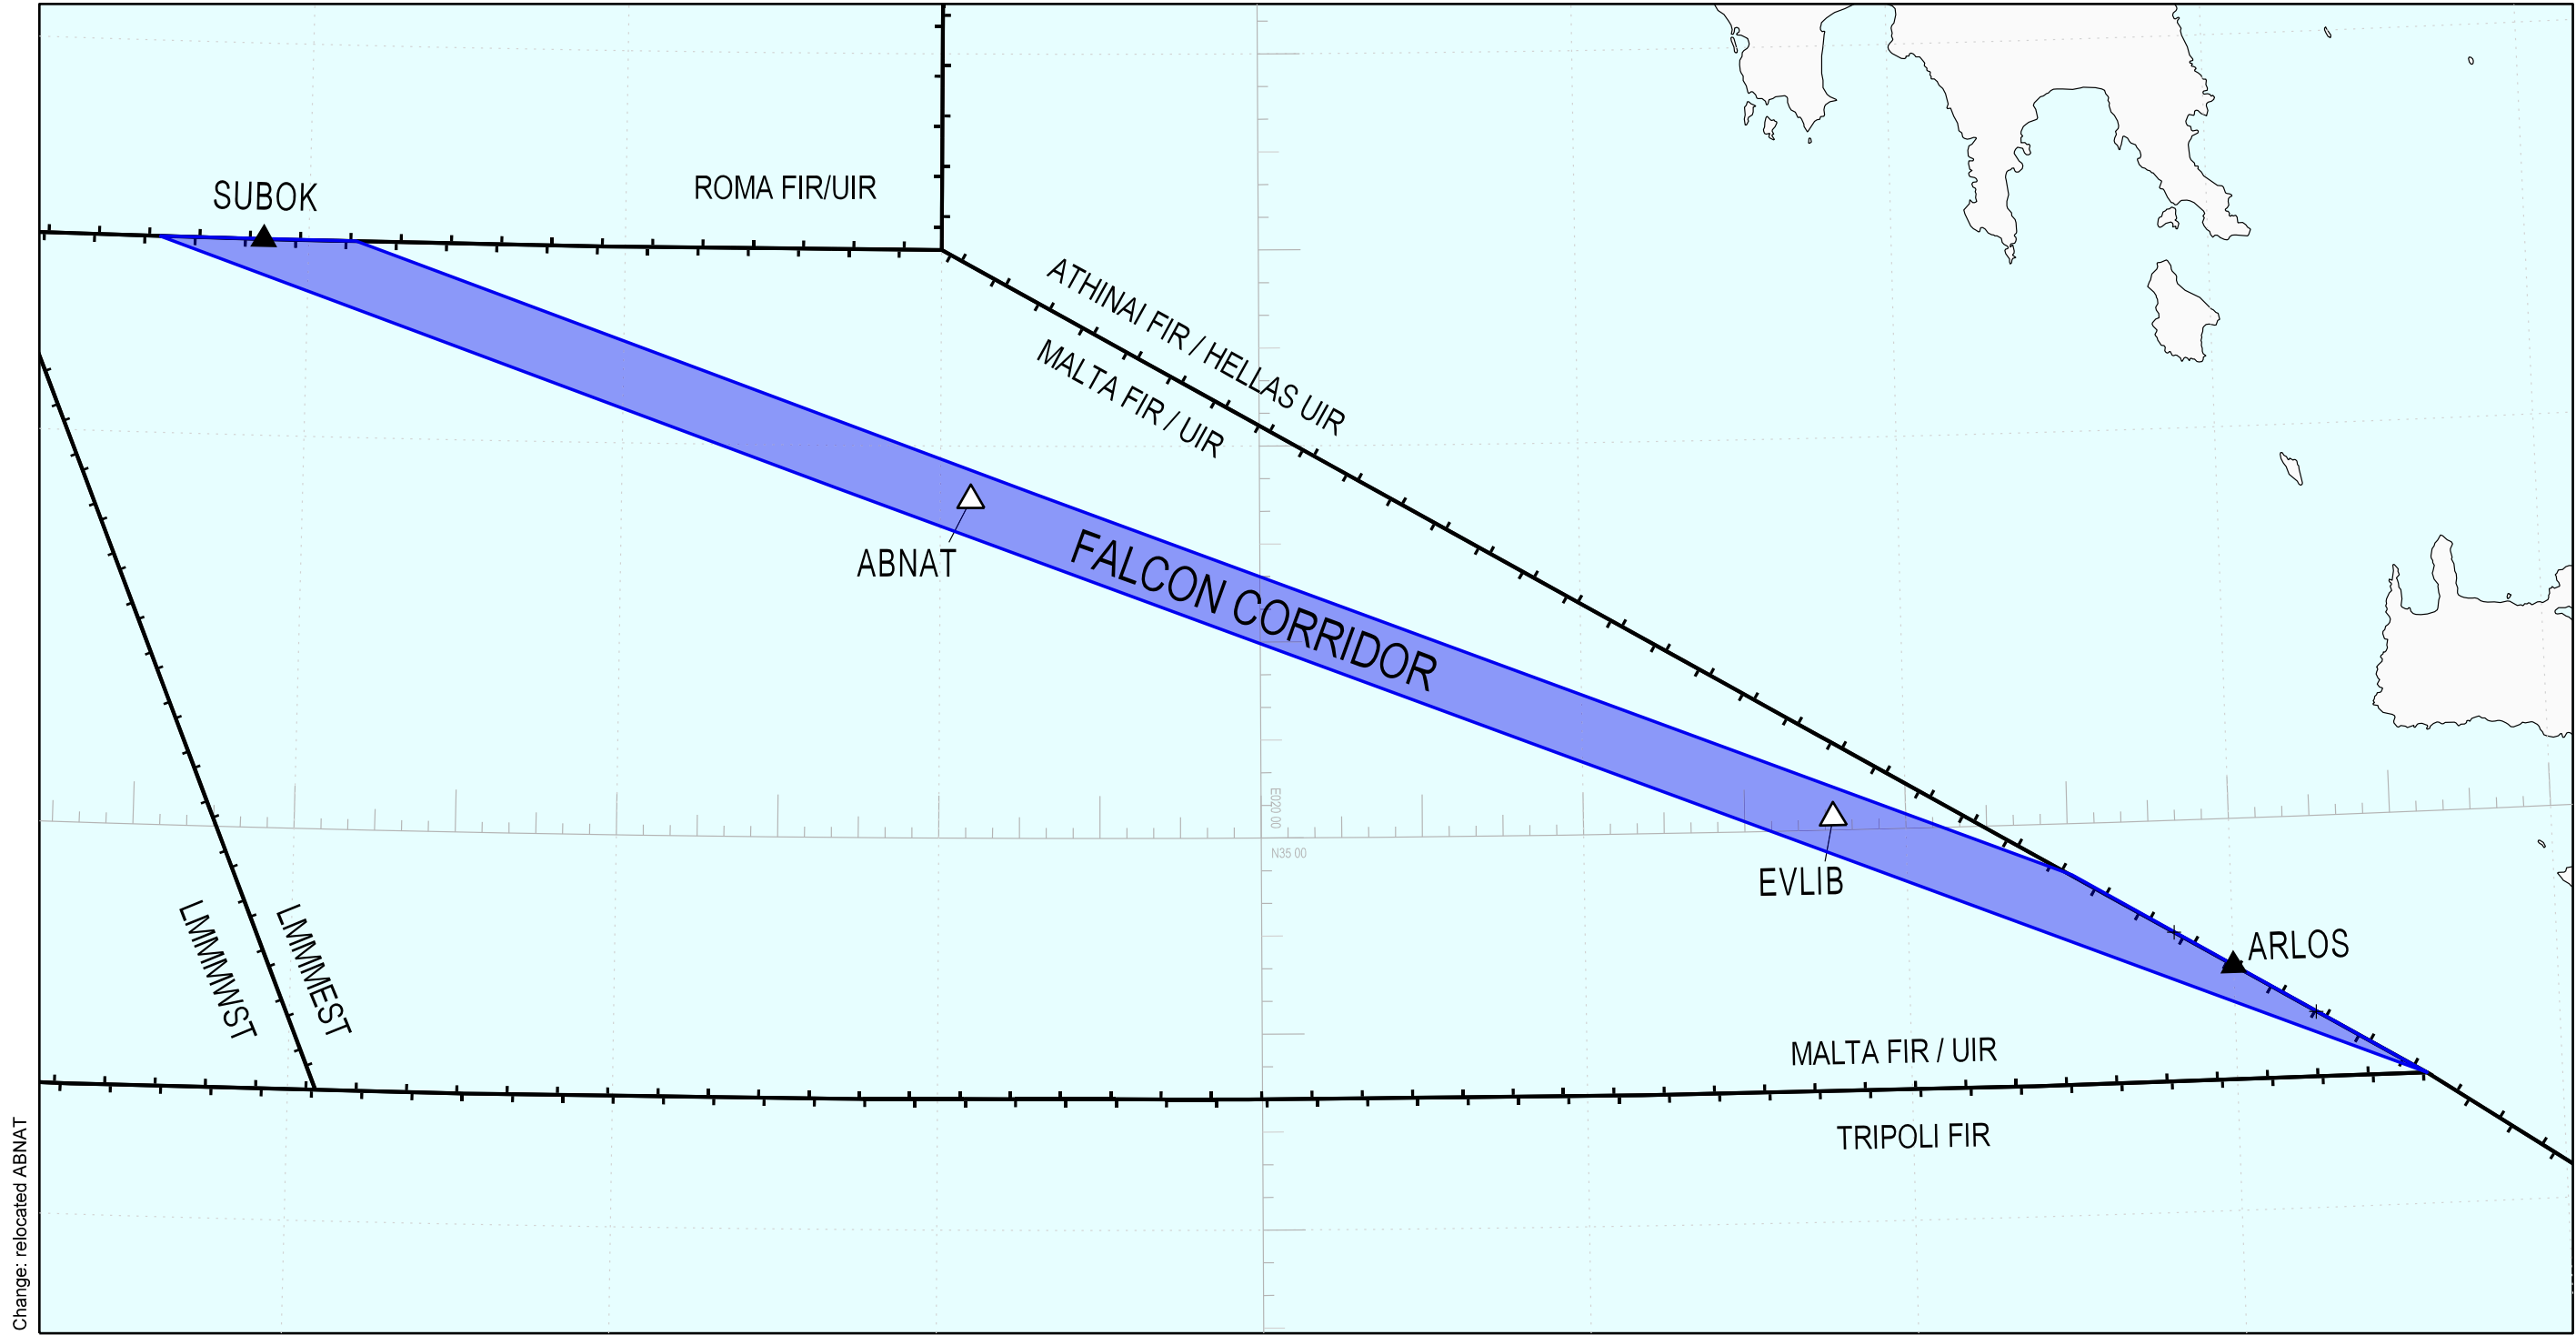 SUBOK
ROMA FIR/UIR
ATHINAI FIR / HELLAS UIR
MALTA FIR / UIR
ABNAT
FALCON CORRIDOR
E020 00
N35 00
EVLIB
ARLOS
LMMMWST
LMMMEST
MALTA FIR / UIR
TRIPOLI FIR
Change: relocated ABNAT